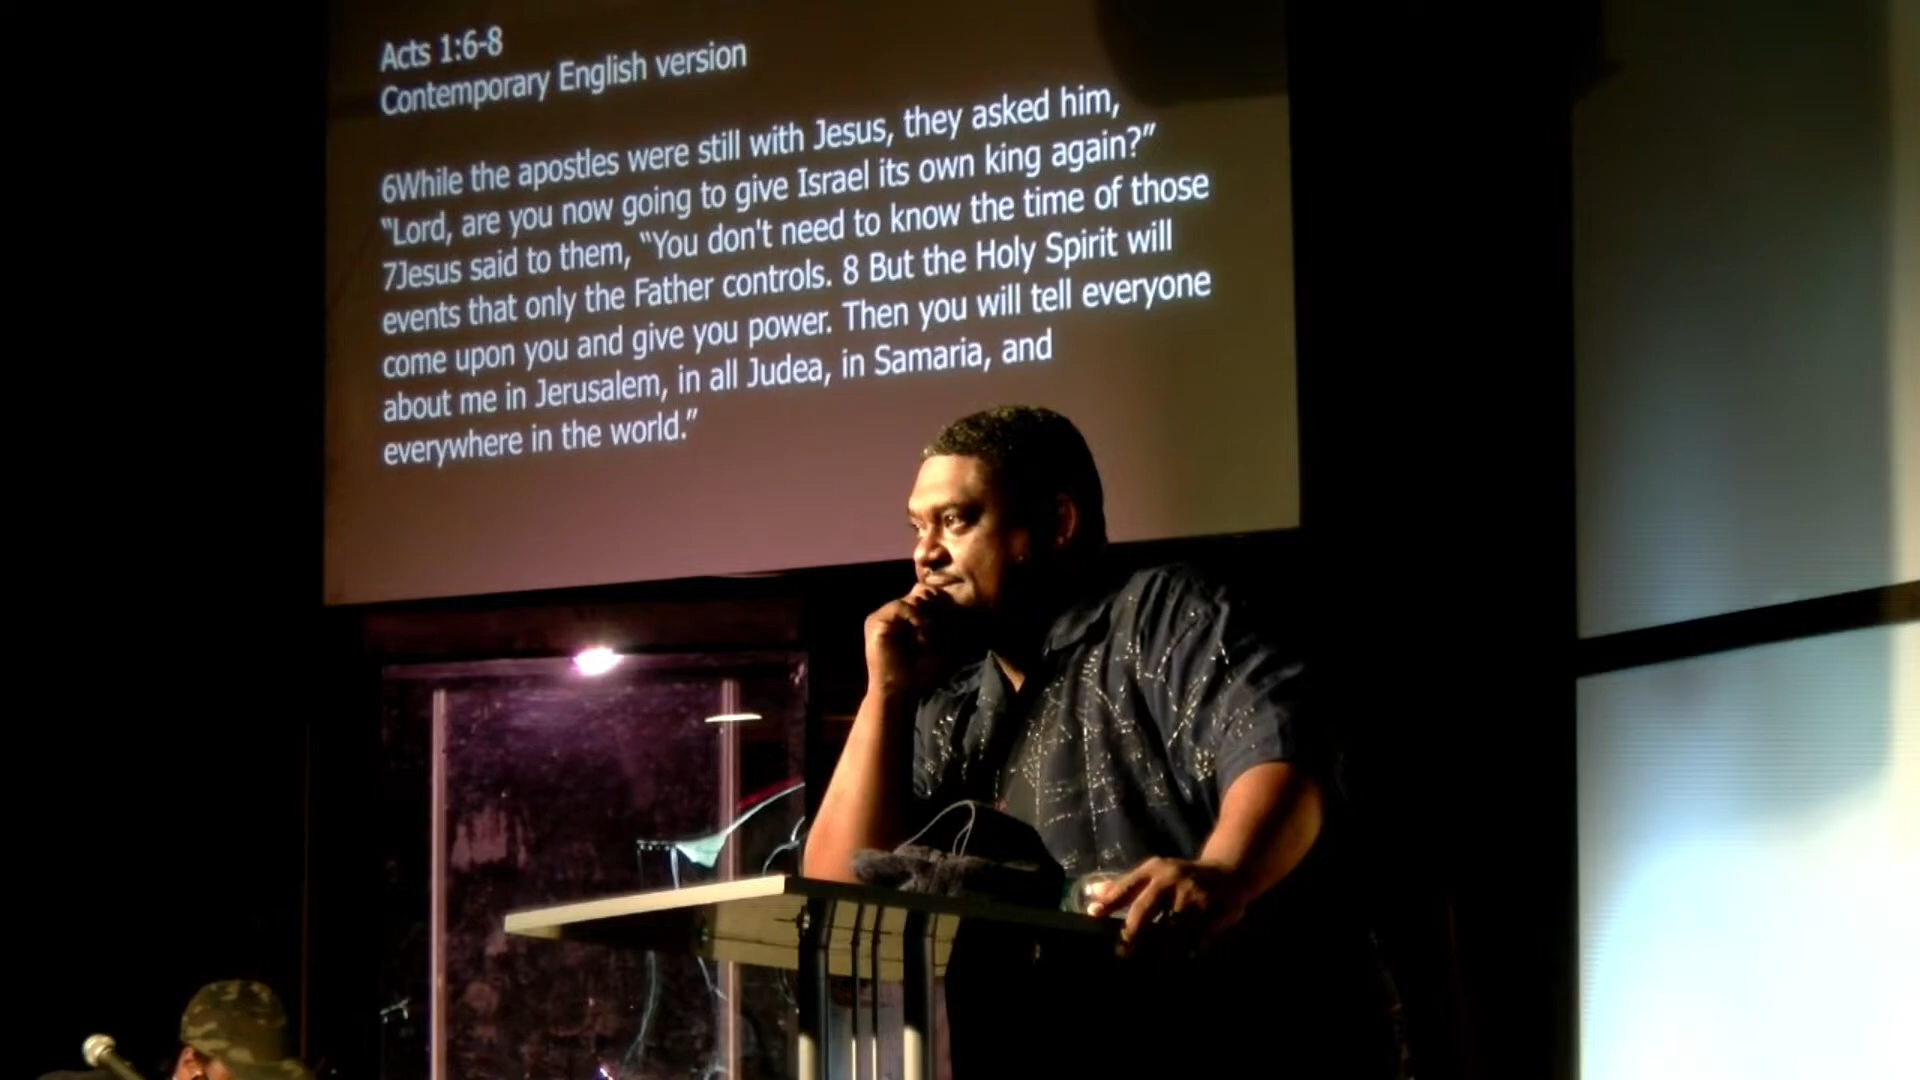 Acts 1:6-8
Contemporary English version
6While the apostles were still with Jesus, they asked him,
“Lord, are you now going to give Israel its own king again?”
7Jesus said to them, “You don't need to know the time of those
events that only the Father controls. 8 But the Holy Spirit will
come upon you and give you power. Then you will tell everyone
about me in Jerusalem, in all Judea, in Samaria, and
everywhere in the world.”